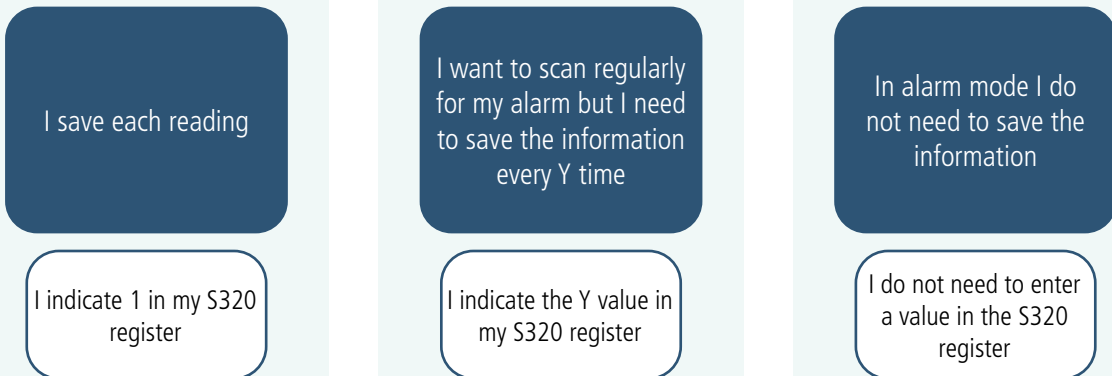 I save each reading
I want to scan regularly
for my alarm but I need
to save the information
every Y time
In alarm mode I do
not need to save the
information
I indicate 1 in my S320
register
I indicate the Y value in
my S320 register
I do not need to enter
a value in the S320
register